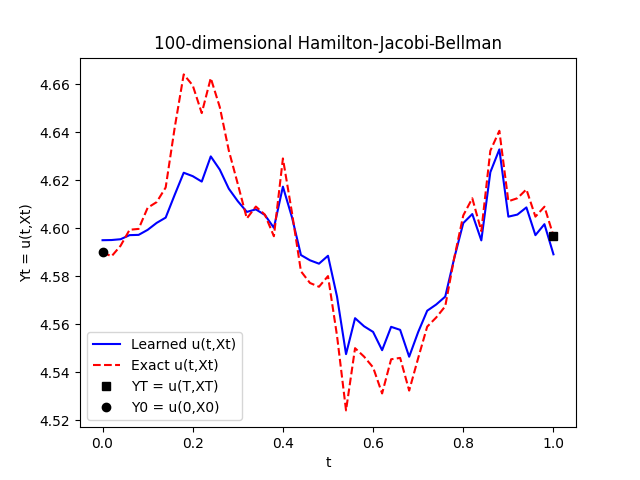 100-dimensional Hamilton-Jacobi-Bellman
Yt = u(t,Xt)
4.66
4.64
4.62
4.60
4.58
4.56
4.54
4.52
Learned u(t,Xt)
Exact u(t,Xt)
YT = u(T,XT)
Y0 = u(0,X0)
0.0 0.2 0.4 0.6 0.8 1.0
t